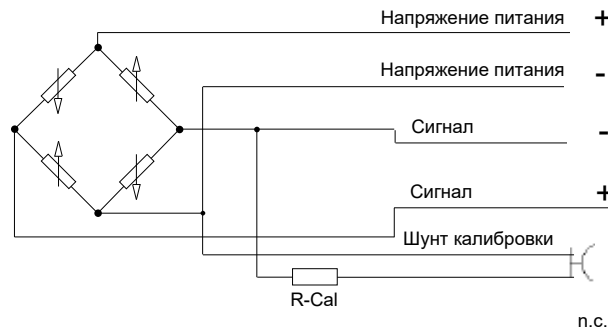 Напряжение питания +
Напряжение питания -
Сигнал -
Сигнал +
Шунт калибровки
R-Cal
n.c.